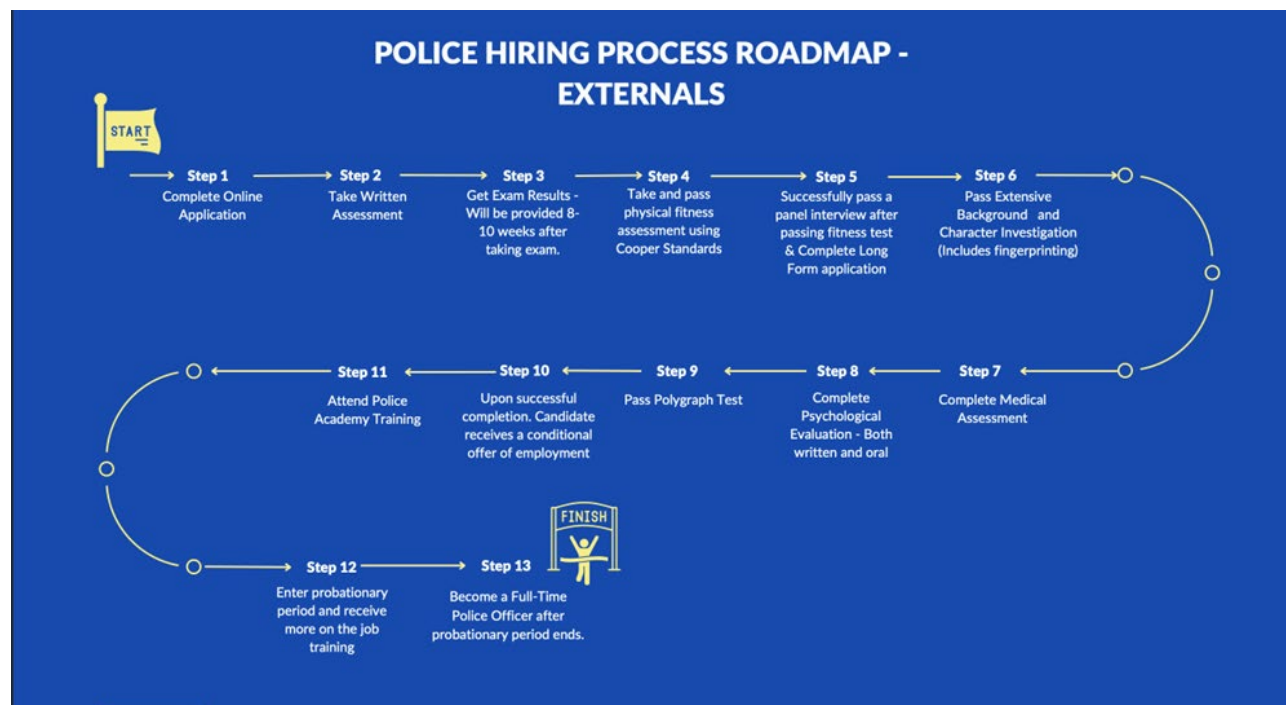 POLICE HIRING PROCESS ROADMAP -
EXTERNALS
START
Step 1
Complete Online
Application
Step 2
Take Written
Assessment
Step 3
Get Exam Results -
Will be provided 8-
10 weeks after
taking exam.
Step 4
Take and pass
physical fitness
assessment using
Cooper Standards
Step 5
Successfully pass a
panel interview after
passing fitness test
& Complete Long
Form application
Step 6
Pass Extensive
Background and
Character Investigation
(Includes fingerprinting)
Step 7
Complete Medical
Assessment
Step 8
Complete
Psychological
Evaluation - Both
written and oral
Step 9
Pass Polygraph Test
Step 10
Upon successful
completion. Candidate
receives a conditional
offer of employment
Step 11
Attend Police
Academy Training
Step 12
Enter probationary
period and receive
more on the job
training
Step 13
Become a Full-Time
Police Officer after
probationary period ends.
FINISH